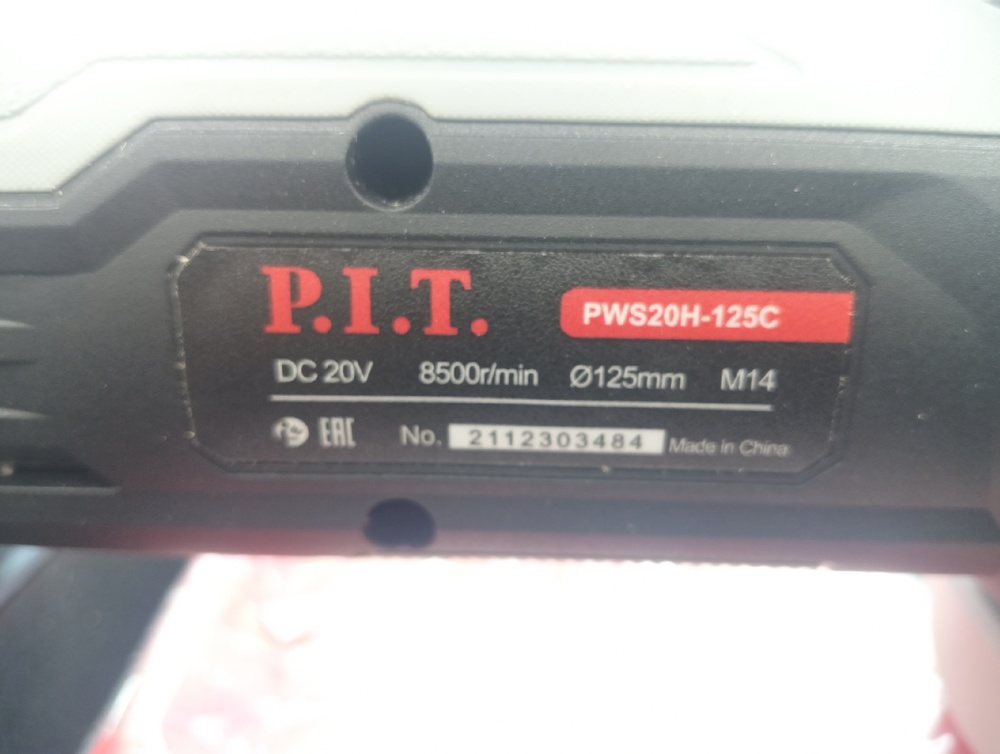 P.I.T.
PWS20H-125C
DC 20V 8500r/min Ø125mm M14
EAC No. 2112303484 Made in China